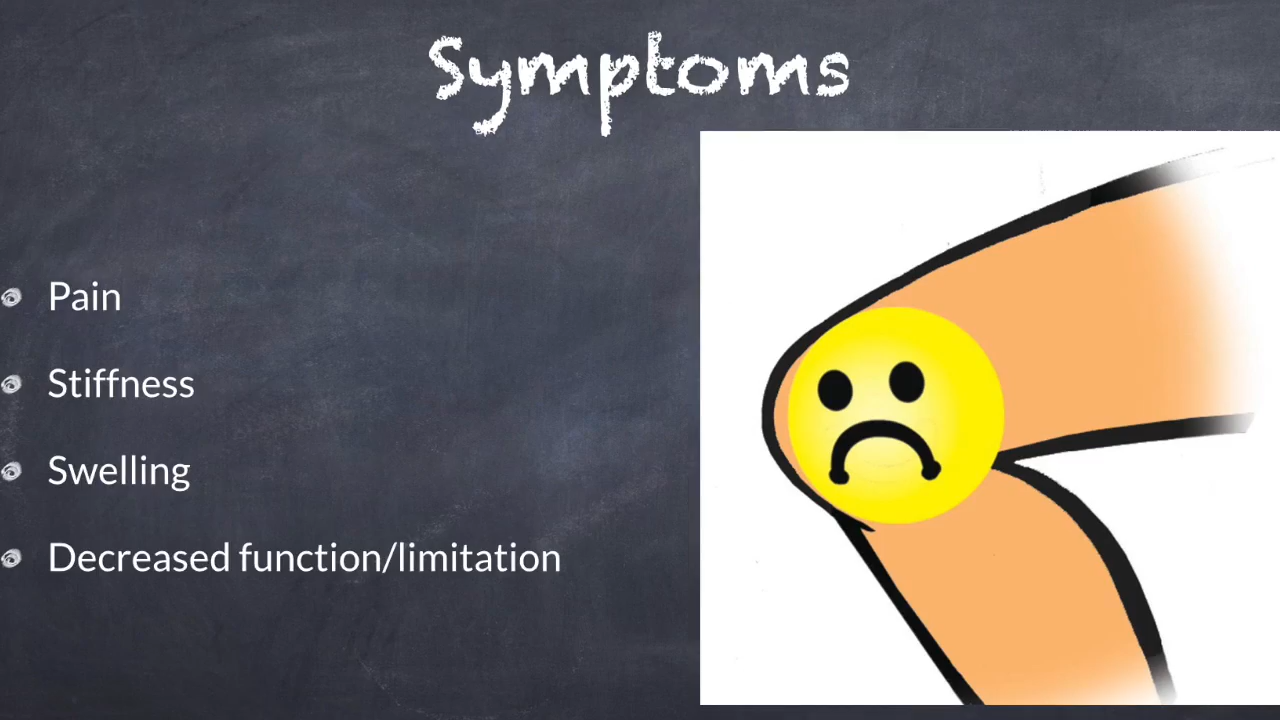 Symptoms
Pain
Stiffness
Swelling
Decreased function/limitation